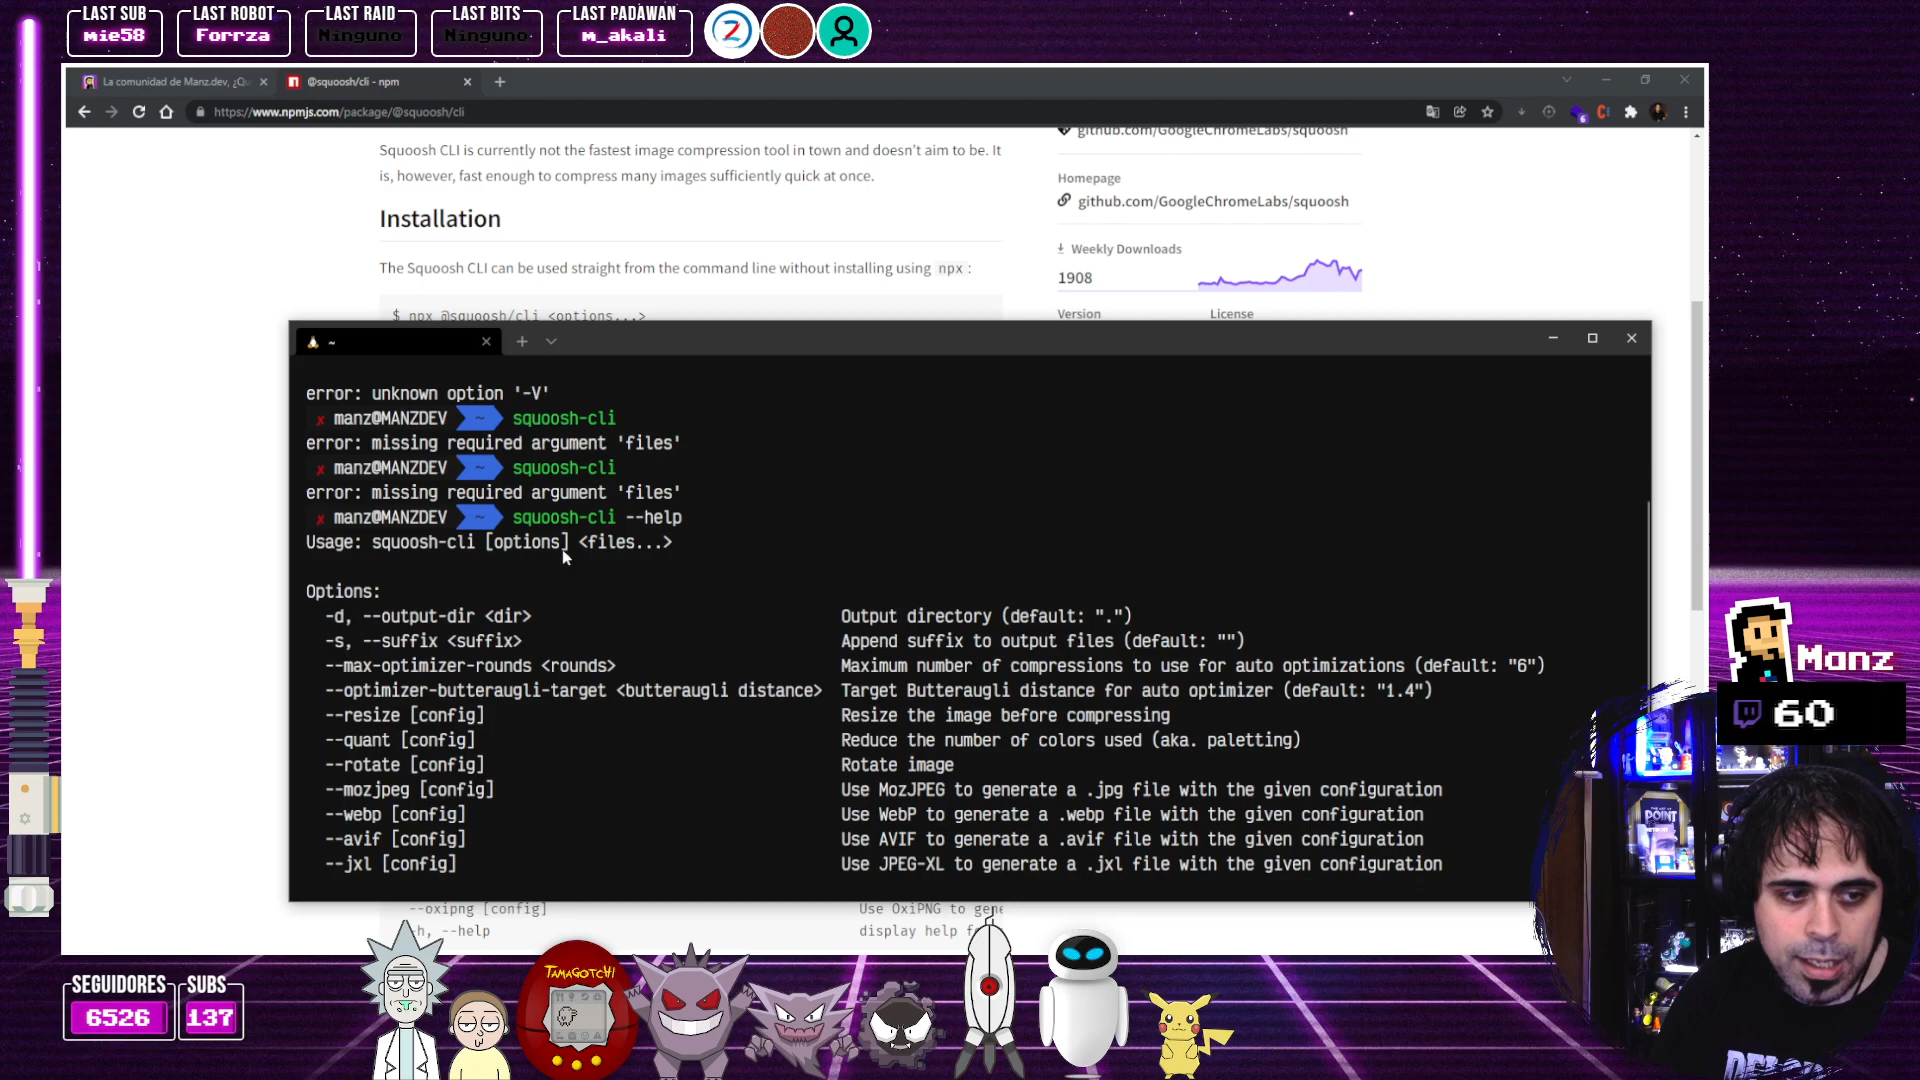 LAST SUB
mie58
LAST ROBOT
Forrza
LAST RAID
Ninguno
LAST BITS
Ninguno
LAST PADAWAN
m_akali
La comunidad de Manz.dev, ¿Qu
@squoosh/cli - npm
https://www.npmjs.com/package/@squoosh/cli
6
Squoosh CLI is currently not the fastest image compression tool in town and doesn't aim to be. It
is, however, fast enough to compress many images sufficiently quick at once.
Installation
The Squoosh CLI can be used straight from the command line without installing using npx :
$ npx @squoosh/cli <options...>
github.com/GoogleChromeLabs/squoosh
Homepage
github.com/GoogleChromeLabs/squoosh
Weekly Downloads
1908
Version
License
~
error: unknown option '-V'
✗ manz@MANZDEV ~ squoosh-cli
error: missing required argument 'files'
✗ manz@MANZDEV ~ squoosh-cli
error: missing required argument 'files'
✗ manz@MANZDEV ~ squoosh-cli --help
Usage: squoosh-cli [options] <files...>
Options:
-d, --output-dir <dir> Output directory (default: ".")
-s, --suffix <suffix> Append suffix to output files (default: "")
--max-optimizer-rounds <rounds> Maximum number of compressions to use for auto optimizations (default: "6")
--optimizer-butteraugli-target <butteraugli distance> Target Butteraugli distance for auto optimizer (default: "1.4")
--resize [config] Resize the image before compressing
--quant [config] Reduce the number of colors used (aka. paletting)
--rotate [config] Rotate image
--mozjpeg [config] Use MozJPEG to generate a .jpg file with the given configuration
--webp [config] Use WebP to generate a .webp file with the given configuration
--avif [config] Use AVIF to generate a .avif file with the given configuration
--jxl [config] Use JPEG-XL to generate a .jxl file with the given configuration
--oxipng [config] Use OxiPNG to gene
-h, --help display help f
Manz
60
POINT
SEGUIDORES
6526
SUBS
137
TAMAGOTCHI